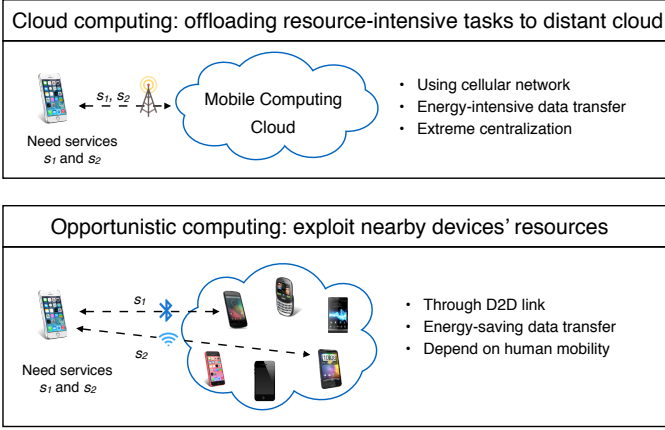 Cloud computing: offloading resource-intensive tasks to distant cloud
s1, s2
Mobile Computing
Cloud
Need services
s1 and s2
• Using cellular network
• Energy-intensive data transfer
• Extreme centralization
Opportunistic computing: exploit nearby devices' resources
s1
s2
Need services
s1 and s2
• Through D2D link
• Energy-saving data transfer
• Depend on human mobility